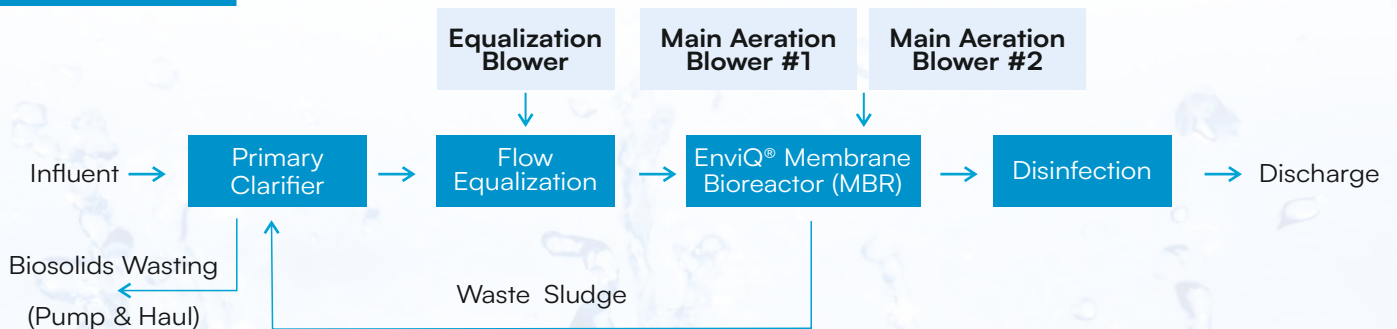 Equalization
Blower
Main Aeration
Blower #1
Main Aeration
Blower #2
Influent
Primary
Clarifier
Flow
Equalization
EnviQ® Membrane
Bioreactor (MBR)
Disinfection
Discharge
Biosolids Wasting
(Pump & Haul)
Waste Sludge